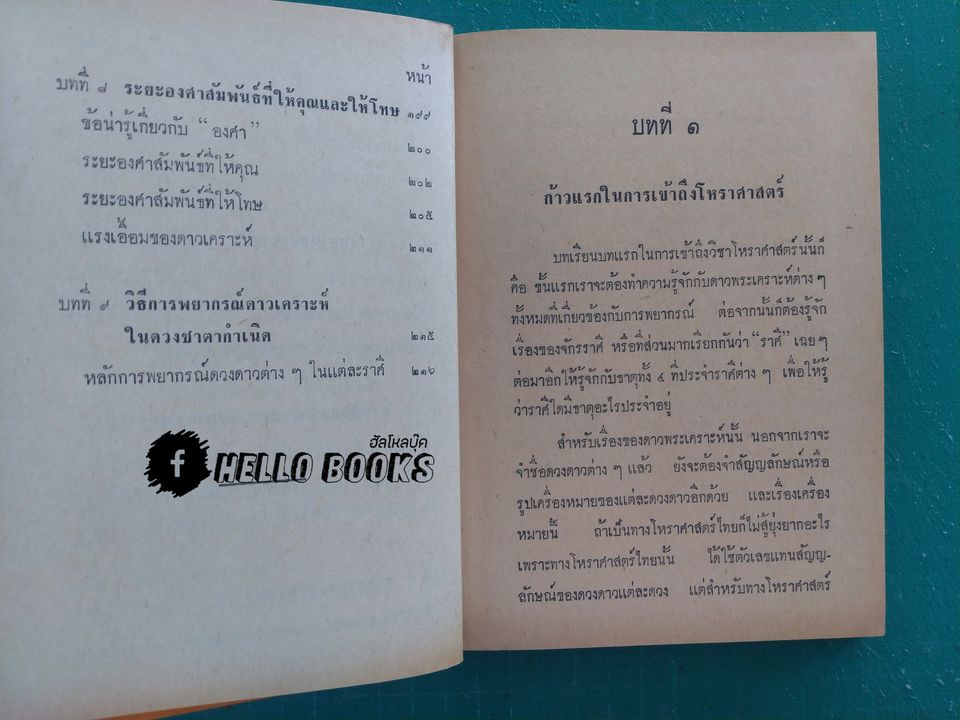 หน้า
บทที่ ๘ ระยะองศาสัมพันธ์ที่ให้คุณและให้โทษ ๑๙๙
ข้อน่ารู้เกี่ยวกับ “ องศา ” ๒๐๐
ระยะองศาสัมพันธ์ที่ให้คุณ ๒๐๒
ระยะองศาสัมพันธ์ที่ให้โทษ ๒๐๕
แรงเอื้อมของดาวเคราะห์ ๒๑๑
บทที่ ๙ วิธีการพยากรณ์ดาวเคราะห์
ในดวงชาตากำเนิด ๒๑๕
หลักการพยากรณ์ดวงดาวต่าง ๆ ในแต่ละราศี ๒๑๖
ฮัลโหลบุ๊ค
f HELLO BOOKS
บทที่ ๑
ก้าวแรกในการเข้าถึงโหราศาสตร์
บทเรียนบทแรกในการเข้าถึงวิชาโหราศาสตร์นั้นก็
คือ ขั้นแรกเราจะต้องทำความรู้จักกับดาวพระเคราะห์ต่าง ๆ
ทั้งหมดที่เกี่ยวข้องกับการพยากรณ์ ต่อจากนั้นก็ต้องรู้จัก
เรื่องของจักรราศี หรือที่ส่วนมากเรียกกันว่า “ราศี” เฉย ๆ
ต่อมาอีกให้รู้จักกับธาตุทั้ง ๔ ที่ประจำราศีต่าง ๆ เพื่อให้รู้
ว่าราศีใดมีธาตุอะไรประจำอยู่
สำหรับเรื่องของดาวพระเคราะห์นั้น นอกจากเราจะ
จำชื่อดวงดาวต่าง ๆ แล้ว ยังจะต้องจำสัญญลักษณ์หรือ
รูปเครื่องหมายของแต่ละดวงดาวอีกด้วย และเรื่องเครื่อง
หมายนี้ ถ้าเป็นทางโหราศาสตร์ไทยก็ไม่สู้ยุ่งยากอะไร
เพราะทางโหราศาสตร์ไทยนั้น ได้ใช้ตัวเลขแทนสัญญ-
ลักษณ์ของดวงดาวแต่ละดวง แต่สำหรับทางโหราศาสตร์